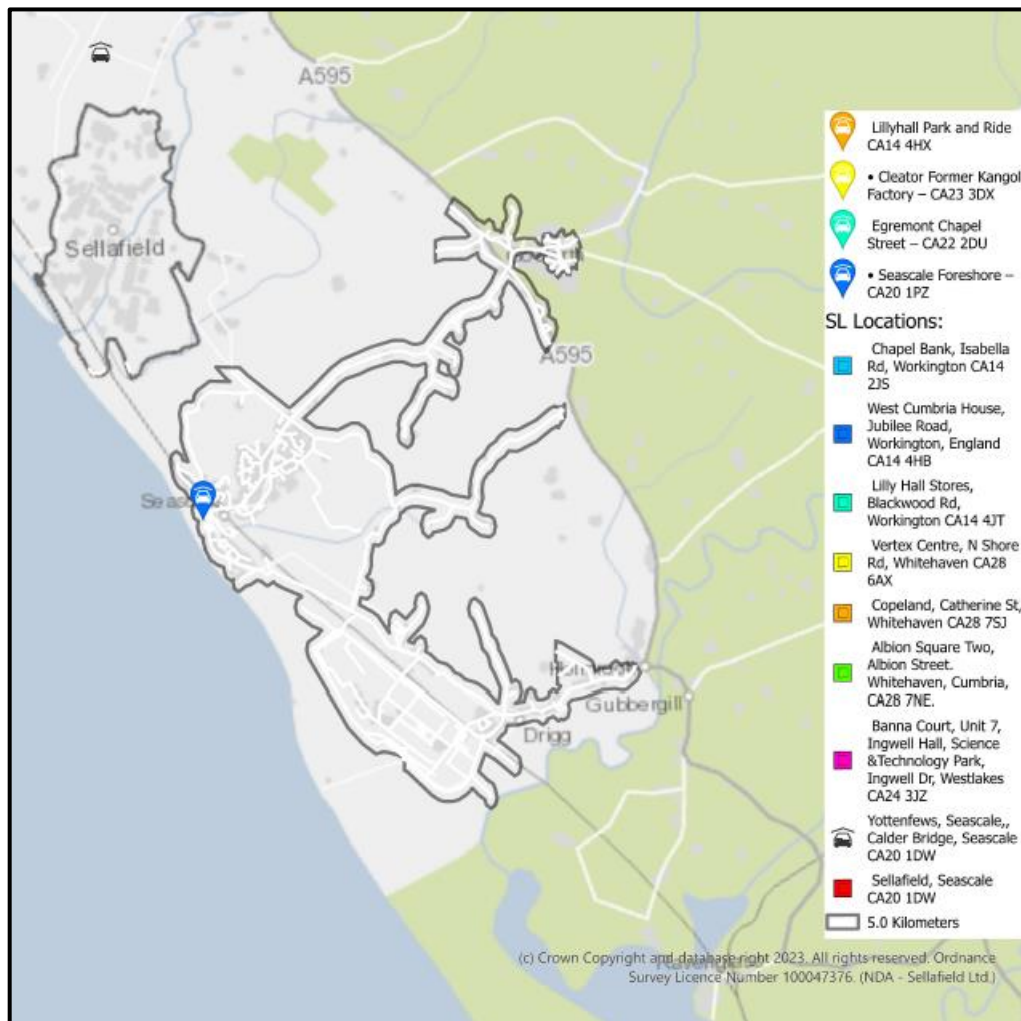 A595
Sellafield
A595
Gubbergill
Drigg
Lillyhall Park and Ride
CA14 4HX
• Cleator Former Kangol
Factory – CA23 3DX
Egremont Chapel
Street – CA22 2DU
• Seascale Foreshore –
CA20 1PZ
SL Locations:
Chapel Bank, Isabella
Rd, Workington CA14
2JS
West Cumbria House,
Jubilee Road,
Workington, England
CA14 4HB
Lilly Hall Stores,
Blackwood Rd,
Workington CA14 4JT
Vertex Centre, N Shore
Rd, Whitehaven CA28
6AX
Copeland, Catherine St,
Whitehaven CA28 7SJ
Albion Square Two,
Albion Street.
Whitehaven, Cumbria,
CA28 7NE.
Banna Court, Unit 7,
Ingwell Hall, Science
&Technology Park,
Ingwell Dr, Westlakes
CA24 3JZ
Yottenfews, Seascale,,
Calder Bridge, Seascale
CA20 1DW
Sellafield, Seascale
CA20 1DW
5.0 Kilometers
(c) Crown Copyright and database right 2023. All rights reserved. Ordnance
Survey Licence Number 100047376. (NDA - Sellafield Ltd.)